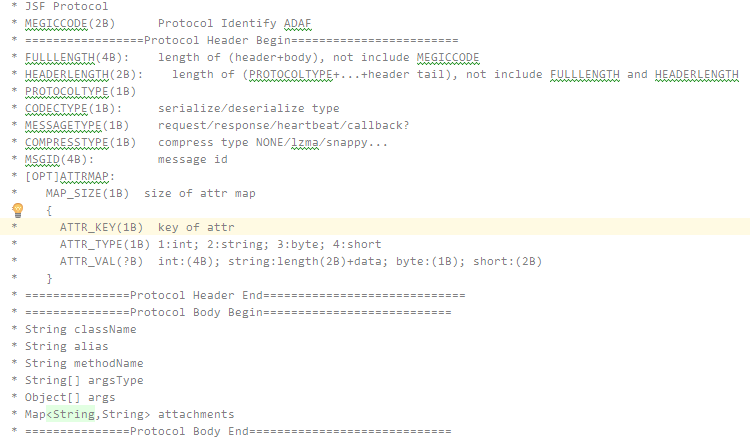 * JSF Protocol
* MEGICCODE(2B)      Protocol Identify ADAF
* =================Protocol Header Begin========================
* FULLLENGTH(4B):    length of (header+body), not include MEGICCODE
* HEADERLENGTH(2B):    length of (PROTOCOLTYPE+...+header tail), not include FULLLENGTH and HEADERLENGTH
* PROTOCOLTYPE(1B)
* CODECTYPE(1B):     serialize/deserialize type
* MESSAGETYPE(1B)    request/response/heartbeat/callback?
* COMPRESSTYPE(1B)   compress type NONE/lzma/snappy...
* MSGID(4B):         message id
* [OPT]ATTRMAP:
*    MAP_SIZE(1B)  size of attr map
*    {
*      ATTR_KEY(1B)  key of attr
*      ATTR_TYPE(1B) 1:int; 2:string; 3:byte; 4:short
*      ATTR_VAL(?B)  int:(4B); string:length(2B)+data; byte:(1B); short:(2B)
*    }
* ===============Protocol Header End=============================
* ===============Protocol Body Begin===========================
* String className
* String alias
* String methodName
* String[] argsType
* Object[] args
* Map<String,String> attachments
* ===============Protocol Body End=============================